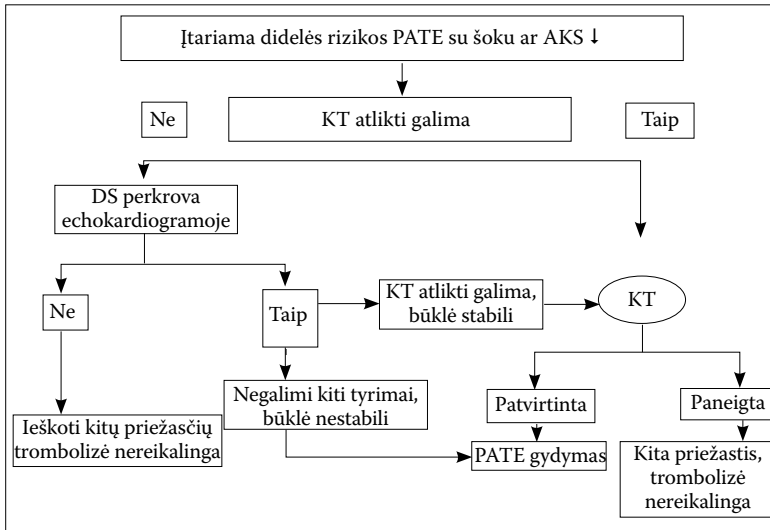 Įtariama didelės rizikos PATE su šoku ar AKS ↓
Ne
KT atlikti galima
Taip
DS perkrova
echokardiogramoje
Ne
Taip
KT atlikti galima,
būklė stabili
KT
Negalimi kiti tyrimai,
būklė nestabili
Patvirtinta
Paneigta
Ieškoti kitų priežasčių
trombolizė nereikalinga
PATE gydymas
Kita priežastis,
trombolizė
nereikalinga